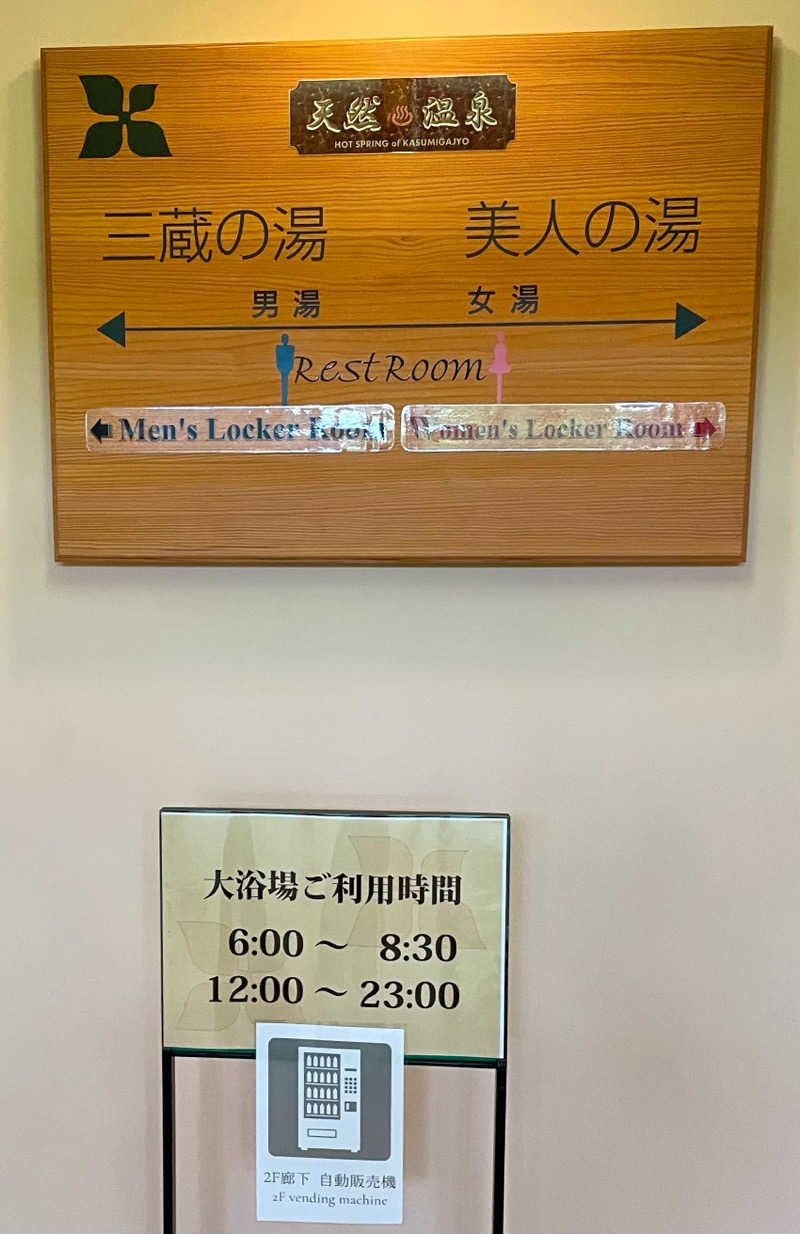 天然♨温泉
HOT SPRING of KASUMIGAJYO
三蔵の湯 美人の湯
男湯 女湯
RestRoom
Men's Locker Room Women's Locker Room
大浴場ご利用時間
6:00 〜 8:30
12:00 〜 23:00
2F廊下 自動販売機
2F vending machine